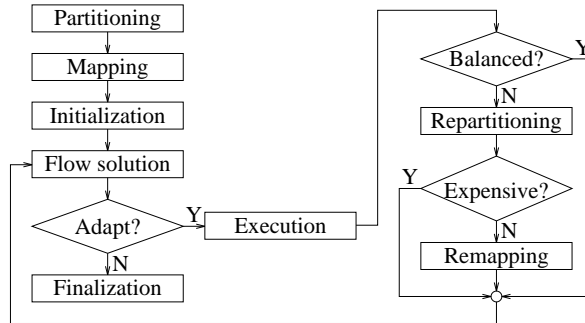 Partitioning
Mapping
Initialization
Flow solution
Adapt?
Y
Execution
N
Finalization
Balanced?
Y
N
Repartitioning
Y
Expensive?
N
Remapping